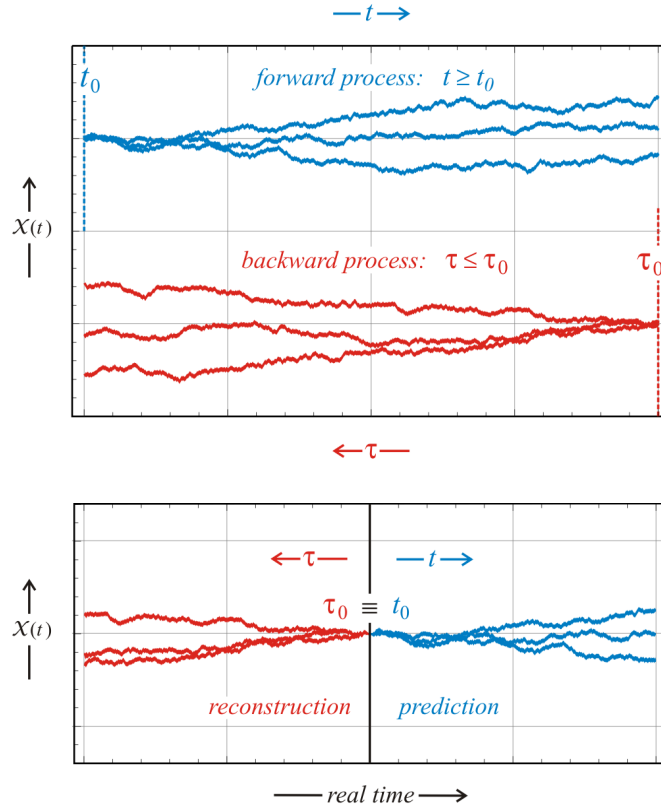 t
t₀
forward process: t ≥ t₀
X(t)
backward process: τ ≤ τ₀
τ₀
τ
τ
t
τ₀ ≡ t₀
X(t)
reconstruction
prediction
real time